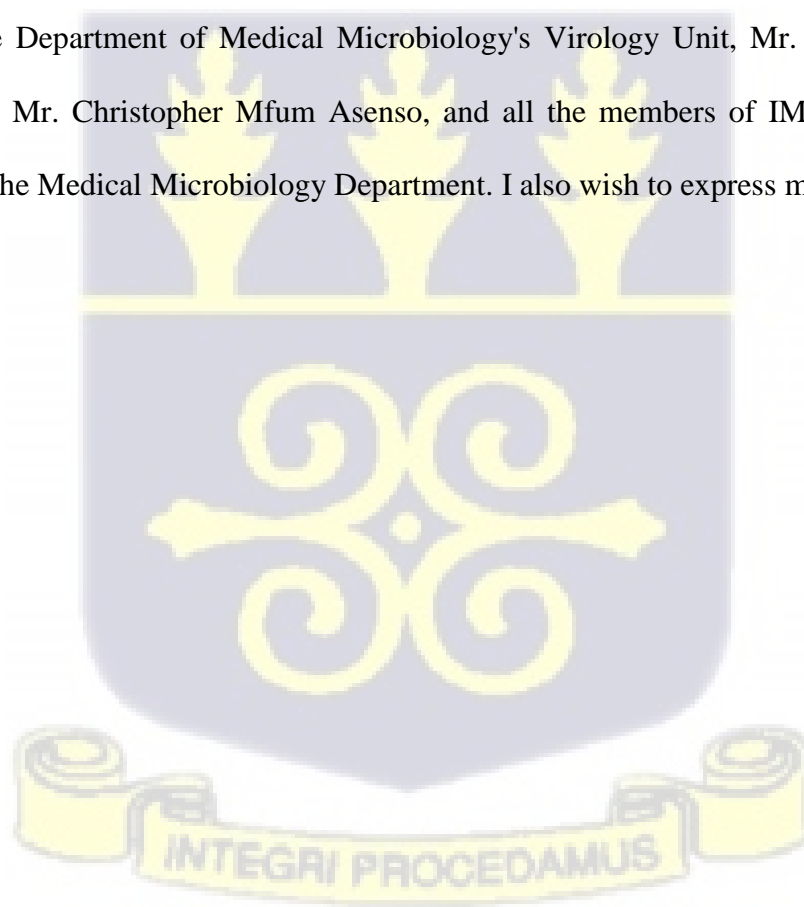 Department of Medical Microbiology's Virology Unit, Mr.
Mr. Christopher Mfum Asenso, and all the members of IM
he Medical Microbiology Department. I also wish to express m
INTEGRI PROCEDAMUS